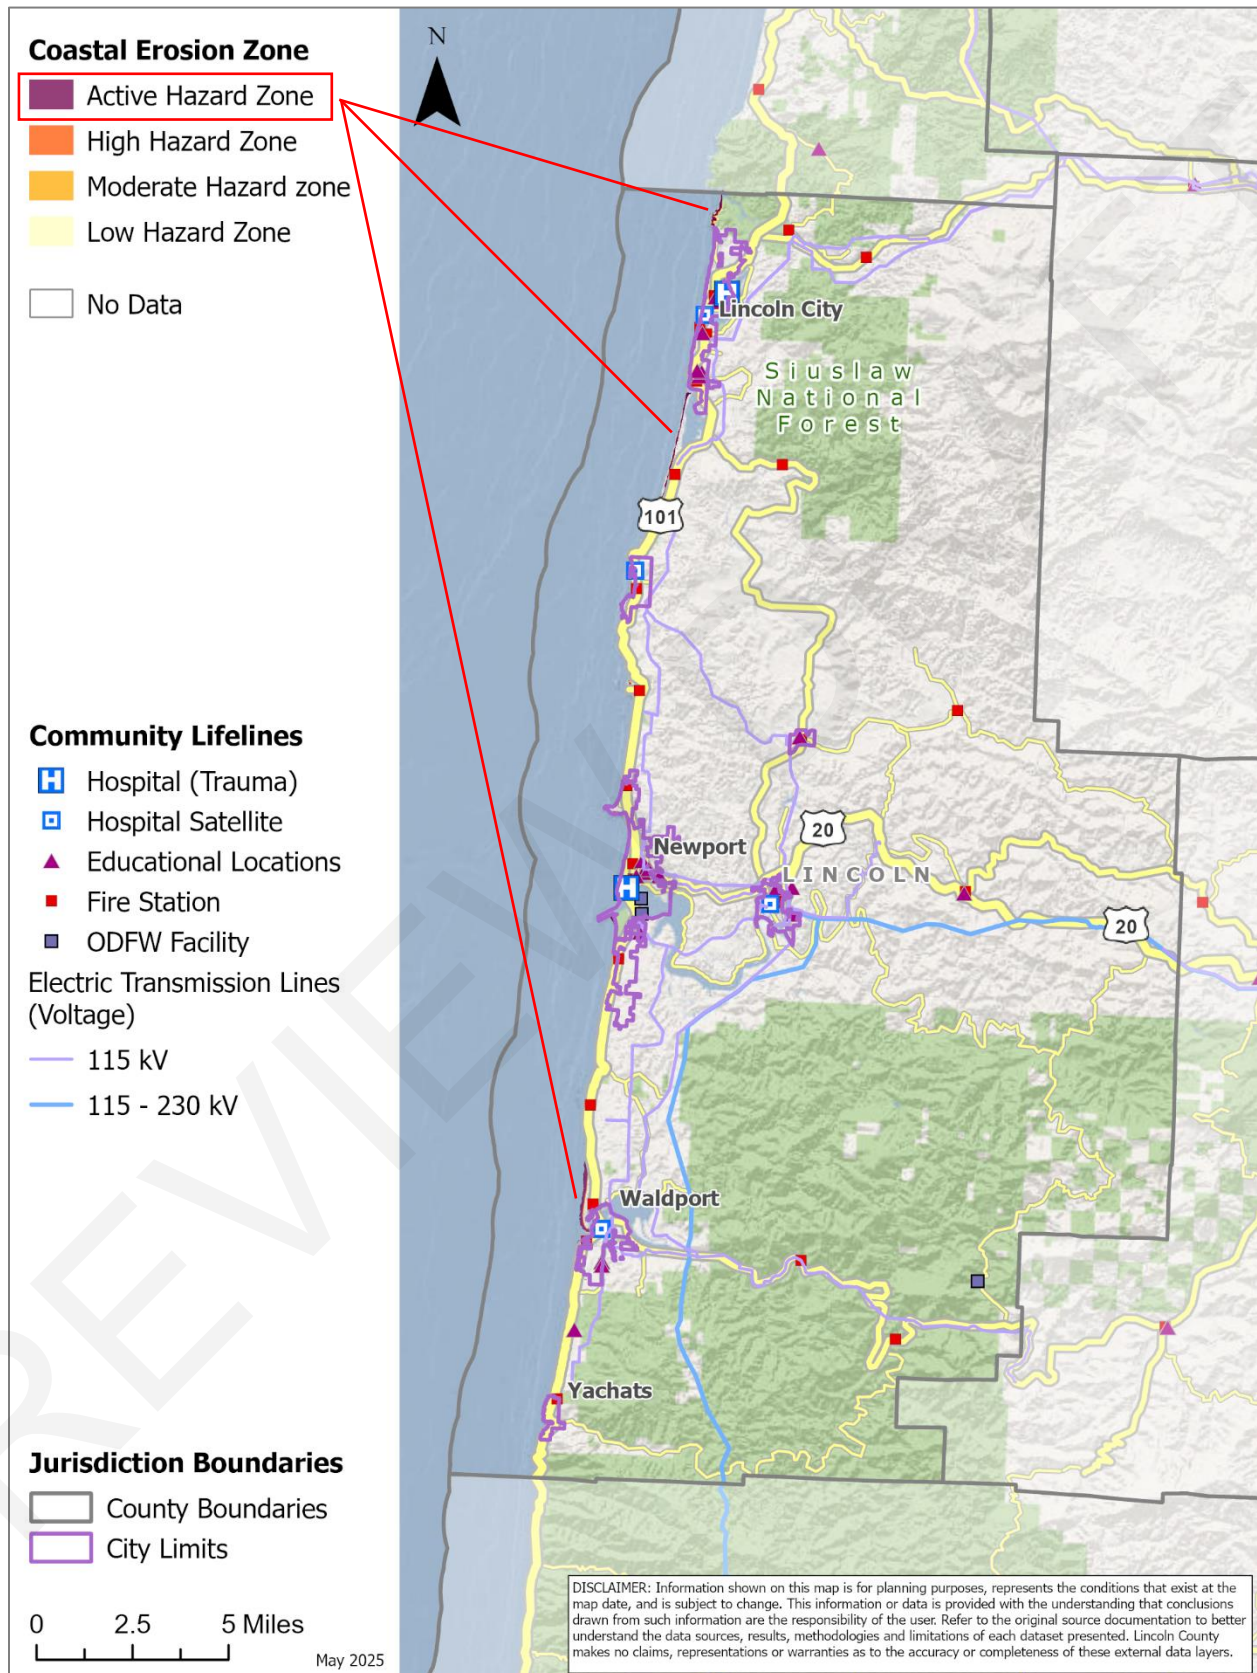 Coastal Erosion Zone
Active Hazard Zone
High Hazard Zone
Moderate Hazard zone
Low Hazard Zone
No Data
Community Lifelines
Hospital (Trauma)
Hospital Satellite
Educational Locations
Fire Station
ODFW Facility
Electric Transmission Lines
(Voltage)
115 kV
115 - 230 kV
Jurisdiction Boundaries
County Boundaries
City Limits
0 2.5 5 Miles
May 2025
N
H
Lincoln City
Siuslaw
National
Forest
101
20
Newport
LINCOLN
H
20
Waldport
Yachats
DISCLAIMER: Information shown on this map is for planning purposes, represents the conditions that exist at the
map date, and is subject to change. This information or data is provided with the understanding that conclusions
drawn from such information are the responsibility of the user. Refer to the original source documentation to better
understand the data sources, results, methodologies and limitations of each dataset presented. Lincoln County
makes no claims, representations or warranties as to the accuracy or completeness of these external data layers.
REVIEW